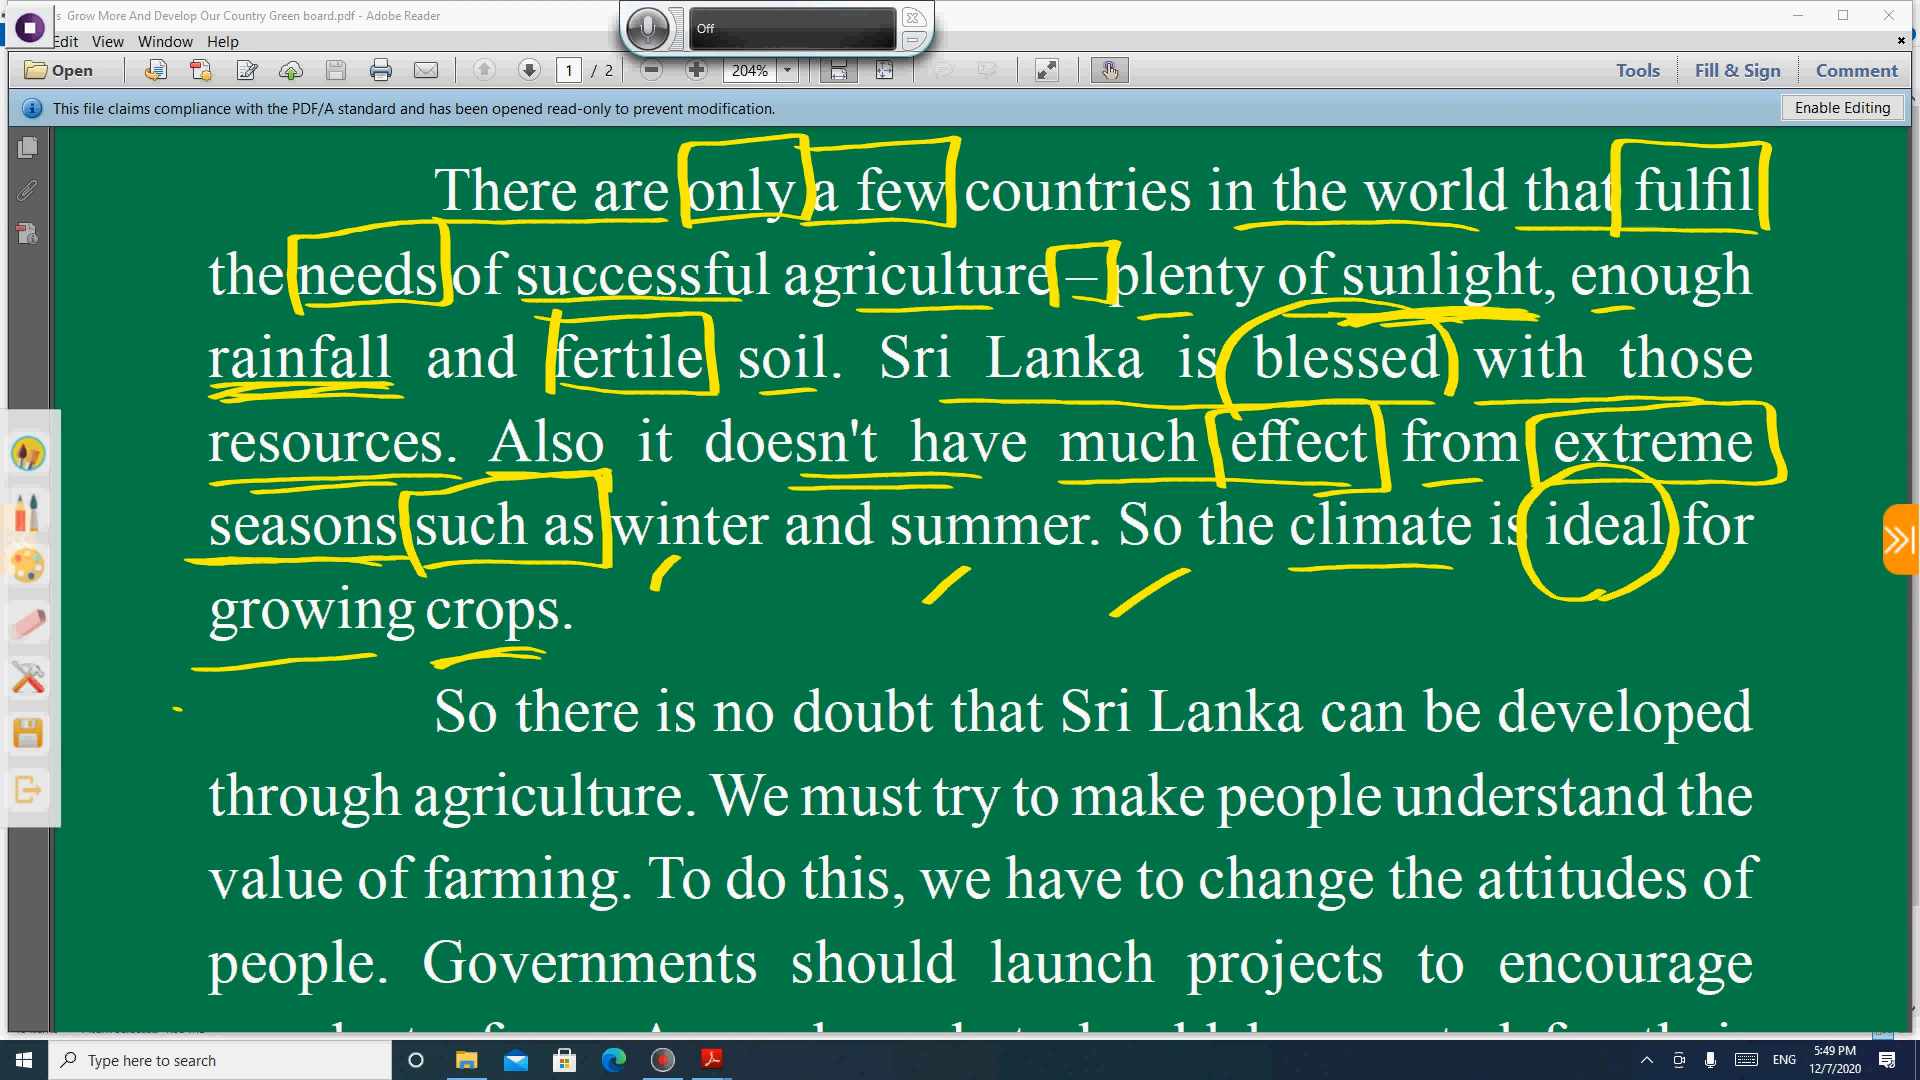 s Grow More And Develop Our Country Green board.pdf - Adobe Reader
Off
Edit View Window Help
Open 1 / 2 204% Tools Fill & Sign Comment
This file claims compliance with the PDF/A standard and has been opened read-only to prevent modification. Enable Editing
There are only a few countries in the world that fulfil
the needs of successful agriculture – plenty of sunlight, enough
rainfall and fertile soil. Sri Lanka is blessed with those
resources. Also it doesn't have much effect from extreme
seasons such as winter and summer. So the climate is ideal for
growing crops.
So there is no doubt that Sri Lanka can be developed
through agriculture. We must try to make people understand the
value of farming. To do this, we have to change the attitudes of
people. Governments should launch projects to encourage
Type here to search
ENG
5:49 PM
12/7/2020